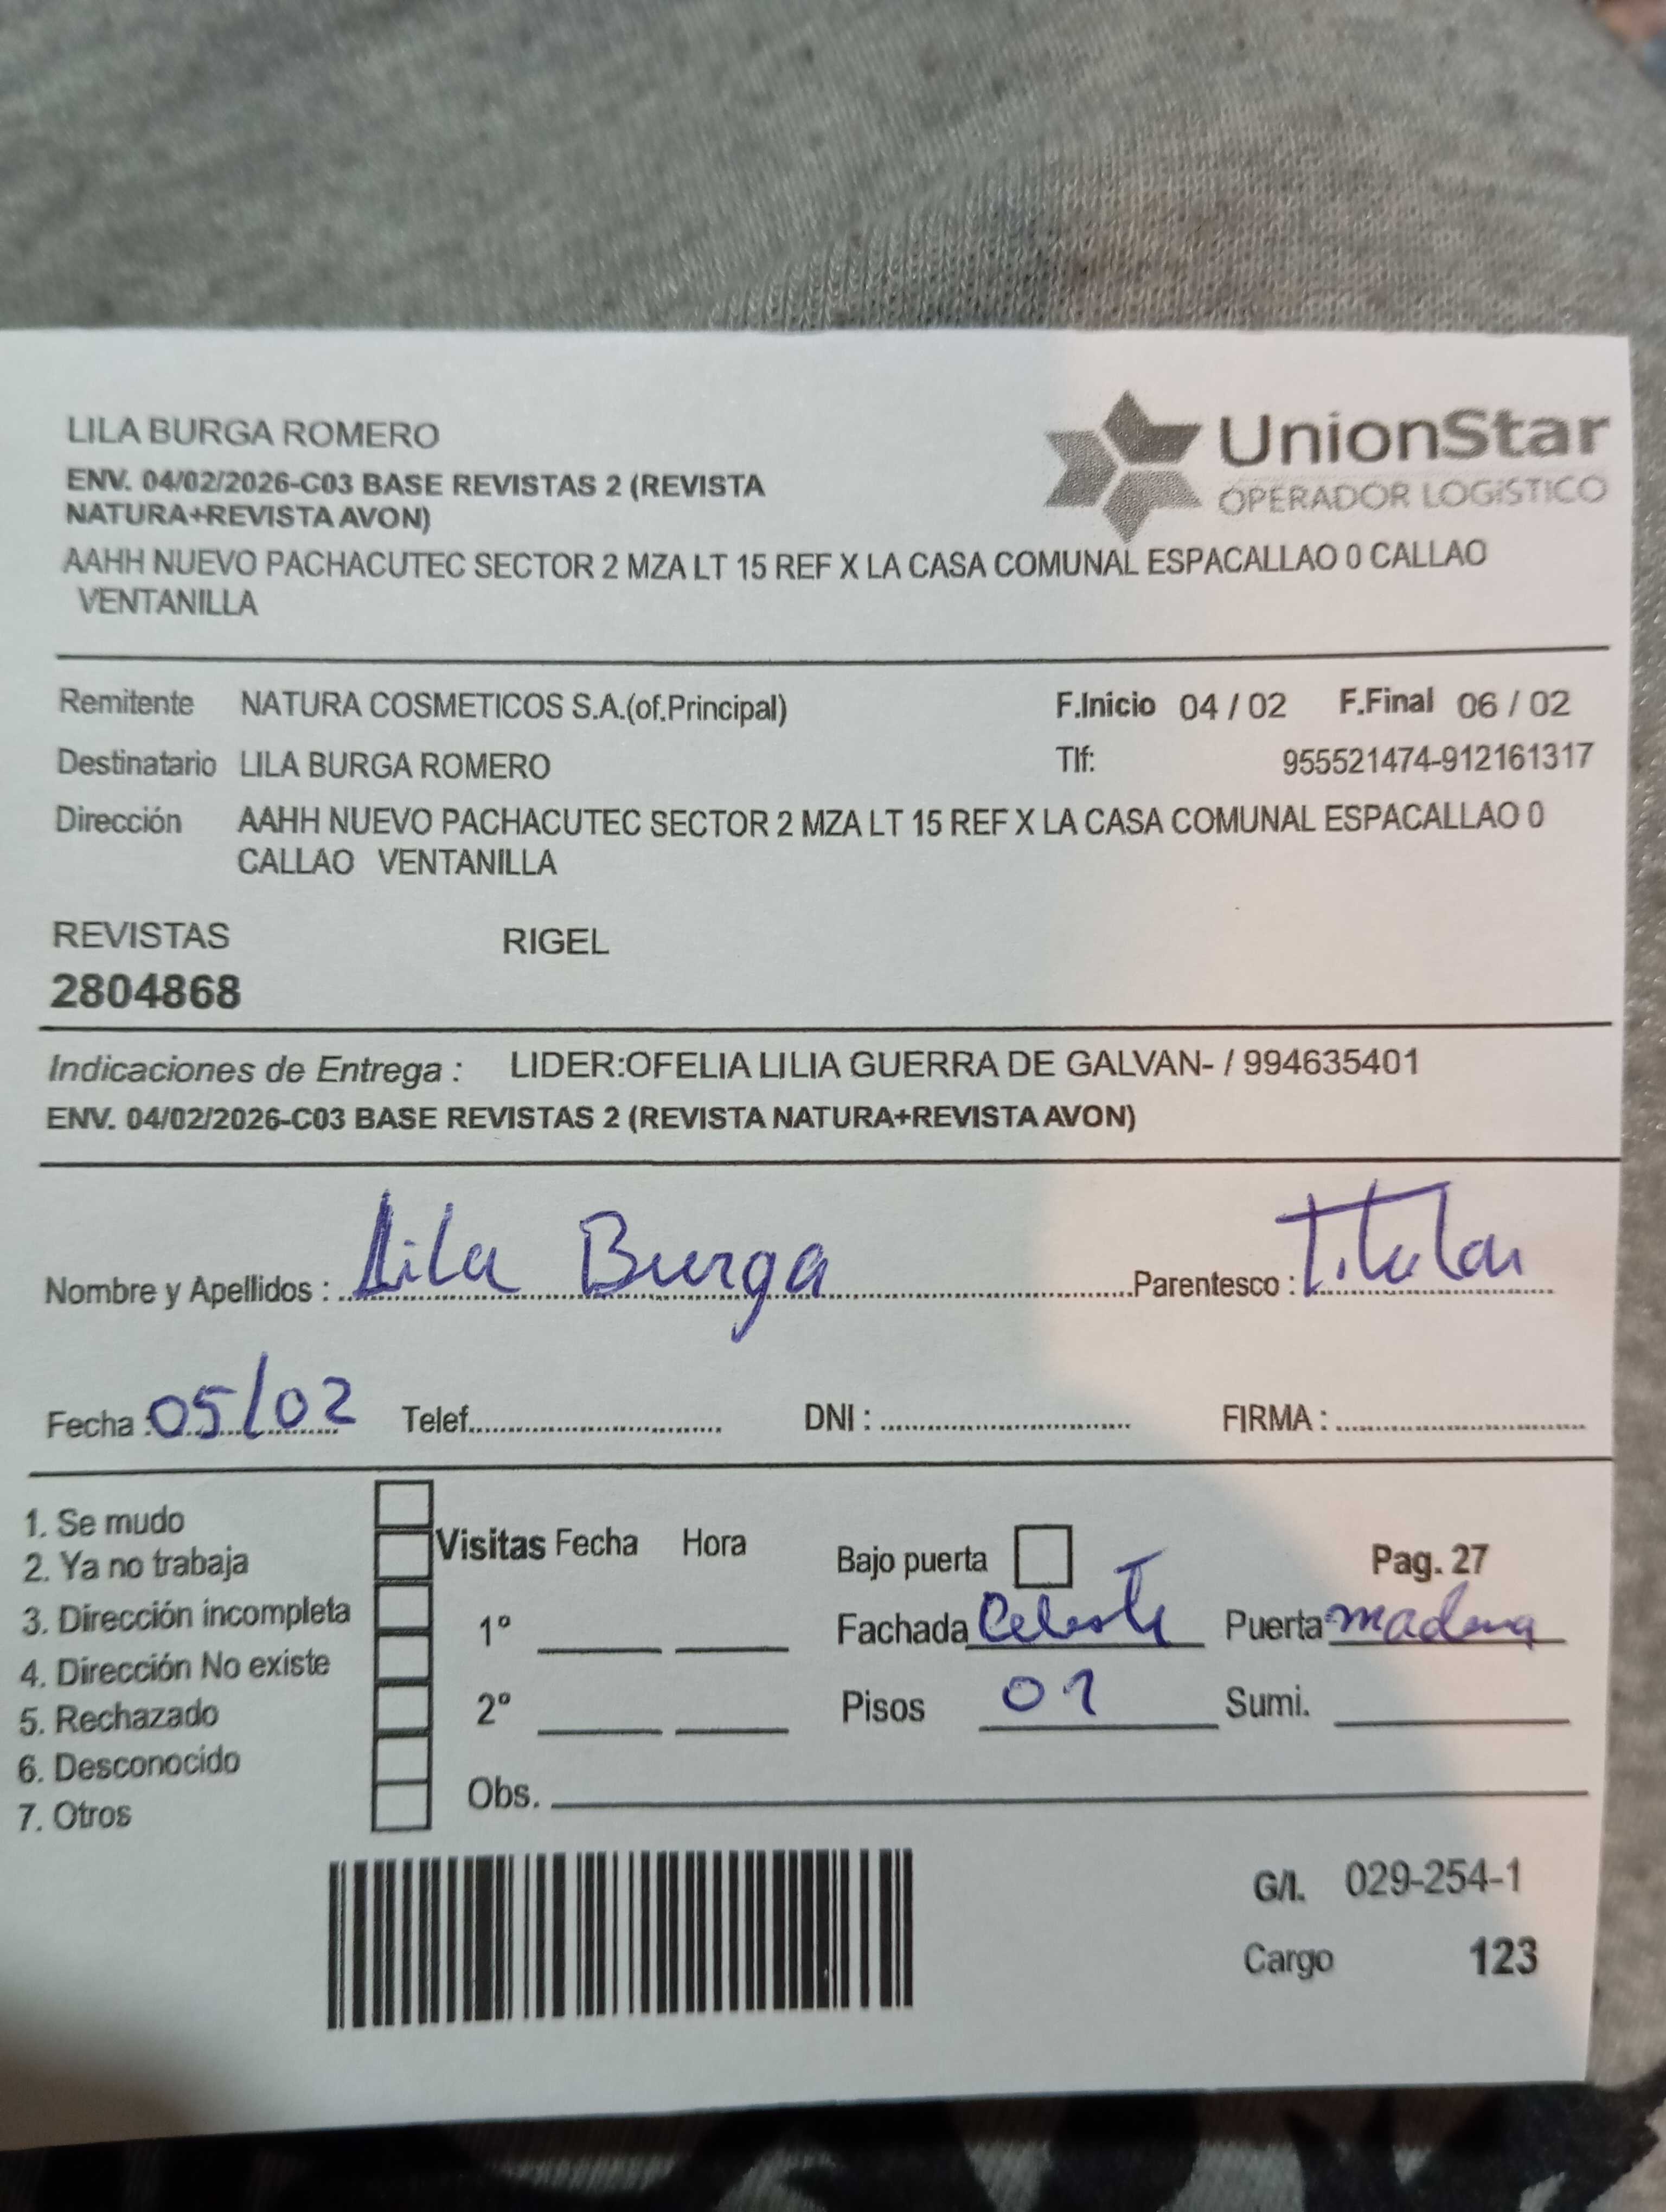 LILA BURGA ROMERO
UnionStar
ENV. 04/02/2026-C03 BASE REVISTAS 2 (REVISTA
NATURA+REVISTA AVON)
OPERADOR LOGISTICO
AAHH NUEVO PACHACUTEC SECTOR 2 MZA LT 15 REF X LA CASA COMUNAL ESPACALLAO 0 CALLAO
VENTANILLA
Remitente NATURA COSMETICOS S.A.(of.Principal) F.Inicio 04 / 02 F.Final 06 / 02
Destinatario LILA BURGA ROMERO Tlf: 955521474-912161317
Dirección AAHH NUEVO PACHACUTEC SECTOR 2 MZA LT 15 REF X LA CASA COMUNAL ESPACALLAO 0
CALLAO VENTANILLA
REVISTAS RIGEL
2804868
Indicaciones de Entrega : LIDER:OFELIA LILIA GUERRA DE GALVAN- / 994635401
ENV. 04/02/2026-C03 BASE REVISTAS 2 (REVISTA NATURA+REVISTA AVON)
Nombre y Apellidos : Lila Burga Parentesco : Titular
Fecha : 05/02 Telef. DNI : FIRMA :
1. Se mudo
2. Ya no trabaja
3. Dirección incompleta
4. Dirección No existe
5. Rechazado
6. Desconocido
7. Otros
Visitas Fecha Hora
1º
2º
Obs.
Bajo puerta Pag. 27
Fachada Celeste Puerta madera
Pisos 01 Sumi.
G/I. 029-254-1
Cargo 123